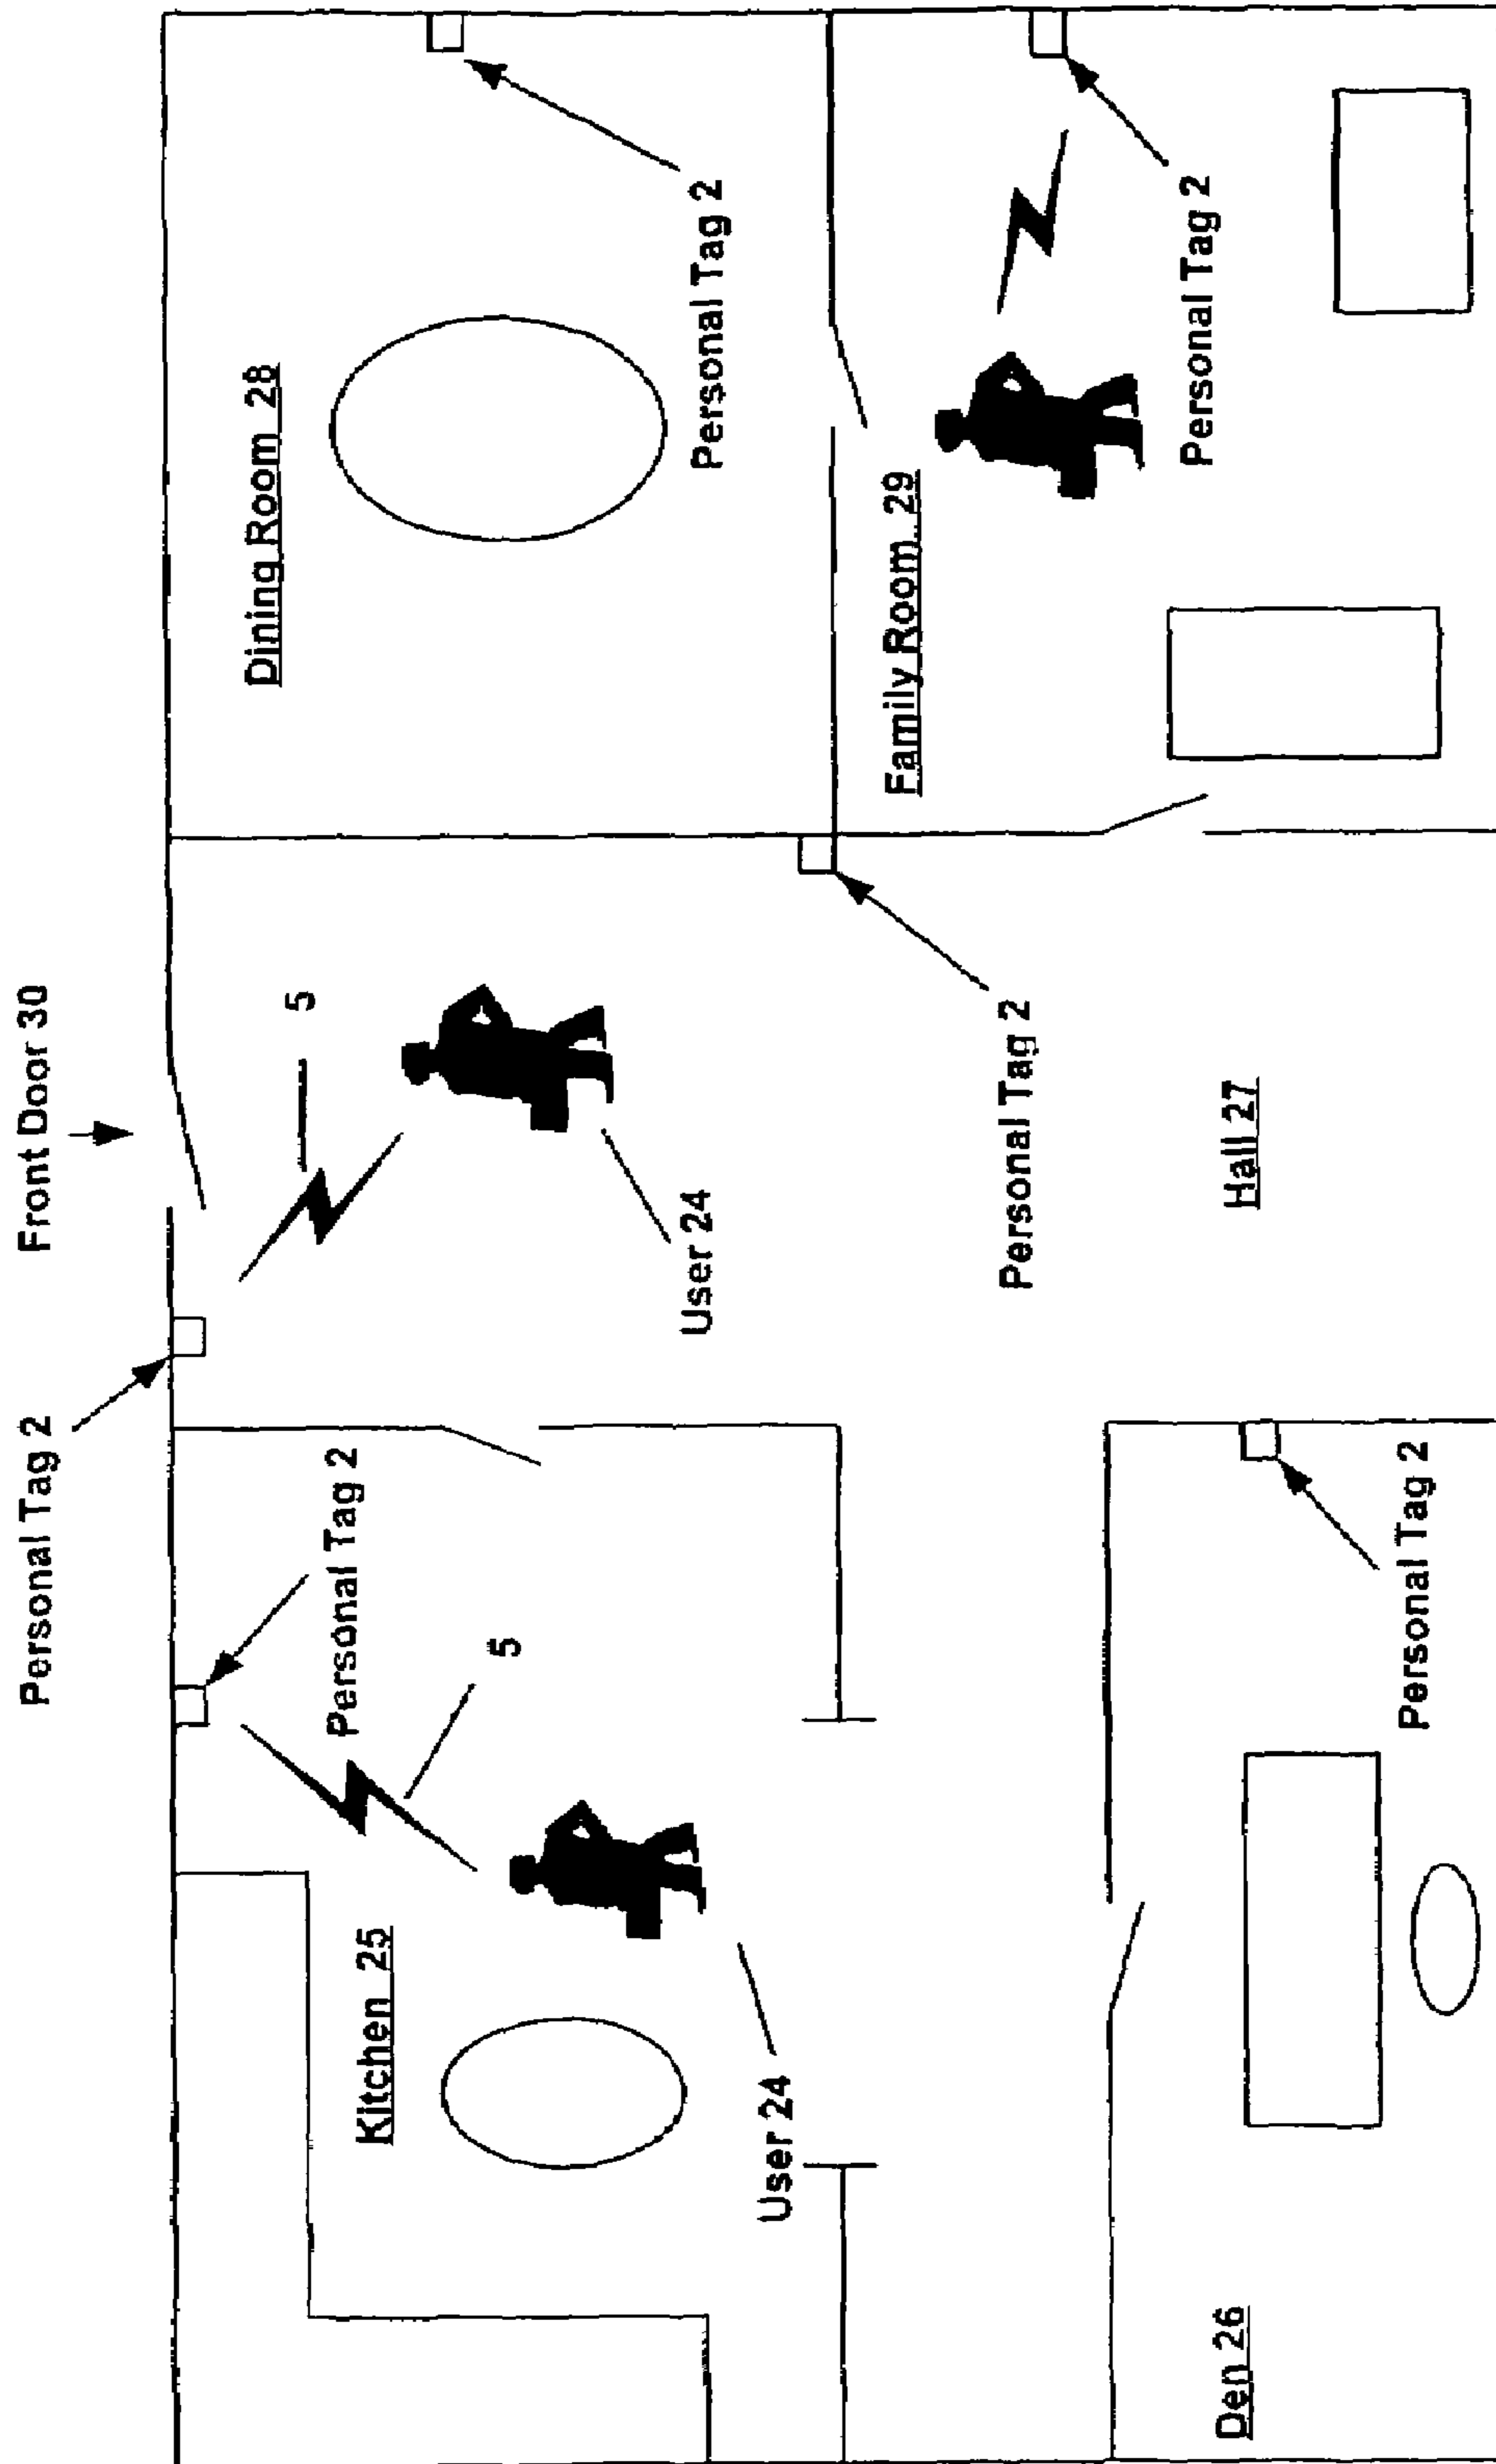 Personal Tag 2
Front Door 30
Personal Tag 2
5
Dining Room 28
Kitchen 25
5
User 24
Personal Tag 2
User 24
Family Room 29
Personal Tag 2
Personal Tag 2
Den 26
Hall 27
Personal Tag 2